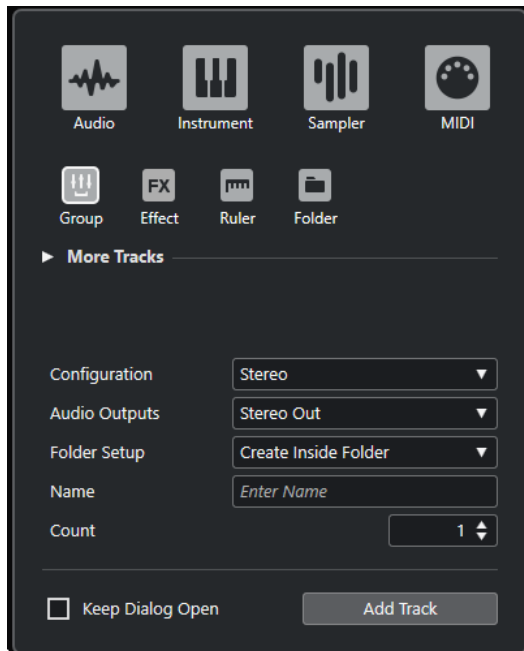 Audio Instrument Sampler MIDI
FX
Group Effect Ruler Folder
More Tracks
Configuration Stereo
Audio Outputs Stereo Out
Folder Setup Create Inside Folder
Name Enter Name
Count 1
Keep Dialog Open Add Track